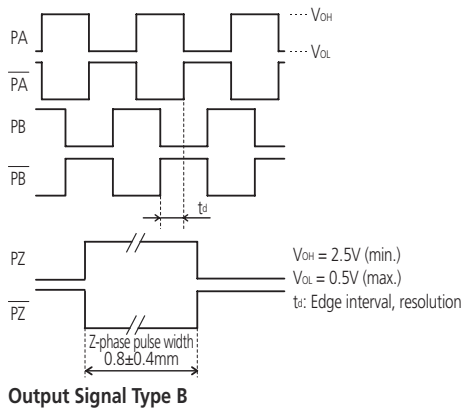 PA
VOH
VOL
PA
PB
PB
td
PZ
VOH = 2.5V (min.)
VOL = 0.5V (max.)
td: Edge interval, resolution
PZ
Z-phase pulse width
0.8±0.4mm
Output Signal Type B